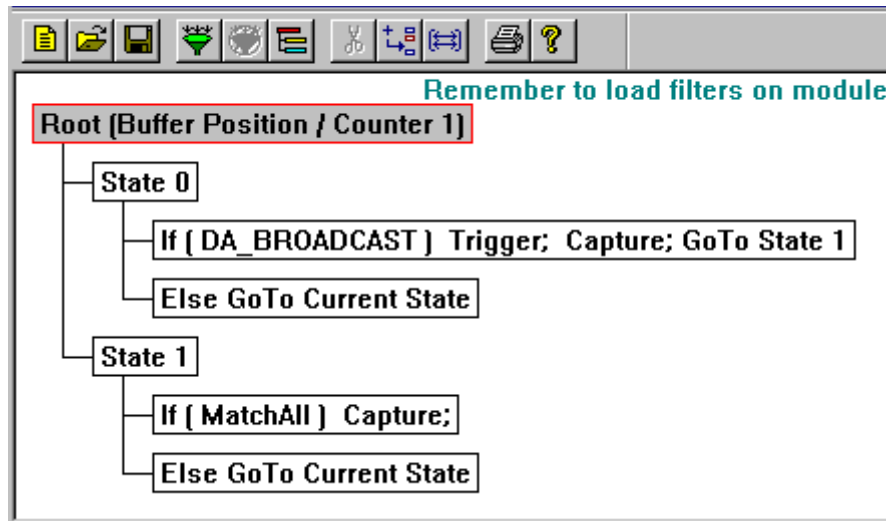 Remember to load filters on module
Root (Buffer Position / Counter 1)
State 0
If ( DA_BROADCAST ) Trigger; Capture; GoTo State 1
Else GoTo Current State
State 1
If ( MatchAll ) Capture;
Else GoTo Current State